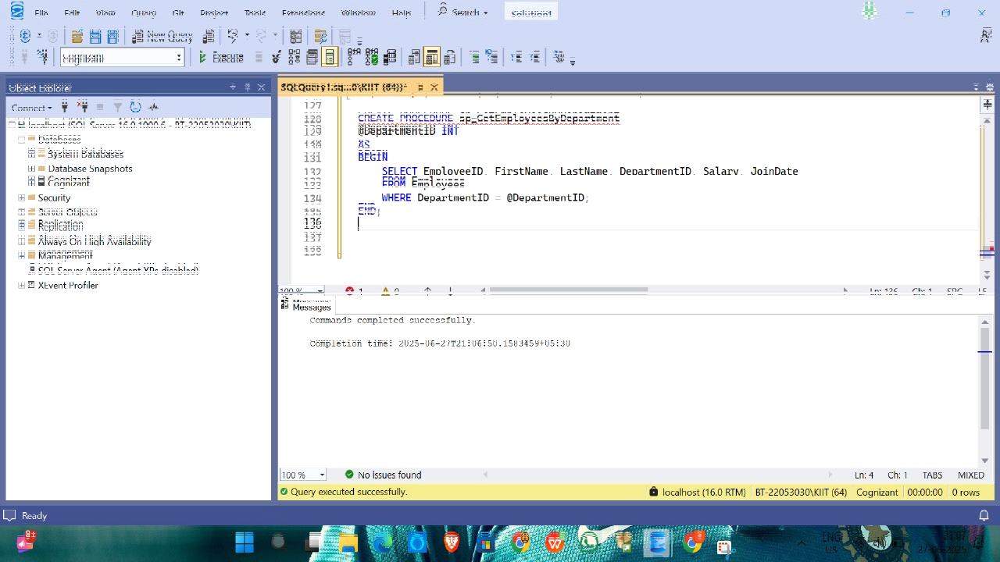 File Edit View Query Git Project Tools Extensions Window Help Search Solution1
New Query
Cognizant Execute
Object Explorer
SQLQuery1.sq...0\KIIT (64))*
Connect
localhost (SQL Server 16.0.1000.6 - BT-22053030\KIIT)
Databases
System Databases
Database Snapshots
Cognizant
Security
Server Objects
Replication
Always On High Availability
Management
SQL Server Agent (Agent XPs disabled)
XEvent Profiler
127
128 CREATE PROCEDURE sp_GetEmployeesByDepartment
129 @DepartmentID INT
130 AS
131 BEGIN
132 SELECT EmployeeID, FirstName, LastName, DepartmentID, Salary, JoinDate
133 FROM Employees
134 WHERE DepartmentID = @DepartmentID;
135 END;
136
137
138
100 % 1 0 Ln: 136 Ch: 1 SPC LF
Messages
Commands completed successfully.
Completion time: 2025-06-27T21:06:50.1583459+05:30
100 % No issues found Ln: 4 Ch: 1 TABS MIXED
Query executed successfully. localhost (16.0 RTM) BT-22053030\KIIT (64) Cognizant 00:00:00 0 rows
Ready
9+
ENG
US
21:07
27-06-2025